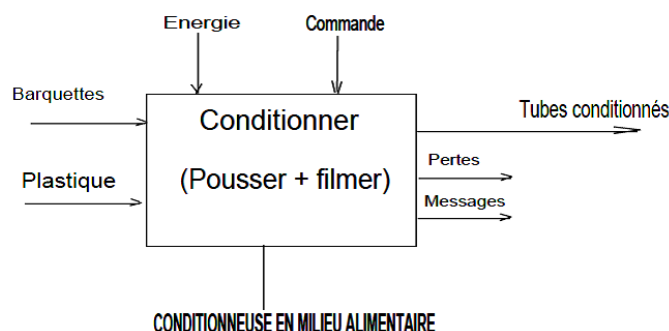 Energie
Commande
Barquettes
Conditionner
Tubes conditionnés
(Pousser + filmer)
Pertes
Plastique
Messages
CONDITIONNEUSE EN MILIEU ALIMENTAIRE